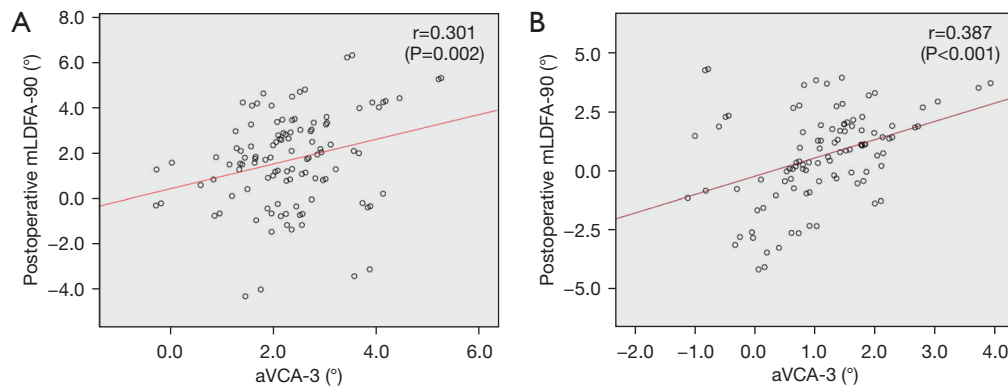 A
8.0
6.0
4.0
2.0
0.0
−2.0
−4.0
Postoperative mLDFA-90 (°)
r=0.301
(P=0.002)
0.0 2.0 4.0 6.0
aVCA-3 (°)
B
5.0
2.5
0.0
−2.5
−5.0
Postoperative mLDFA-90 (°)
r=0.387
(P<0.001)
−2.0 −1.0 0.0 1.0 2.0 3.0 4.0
aVCA-3 (°)